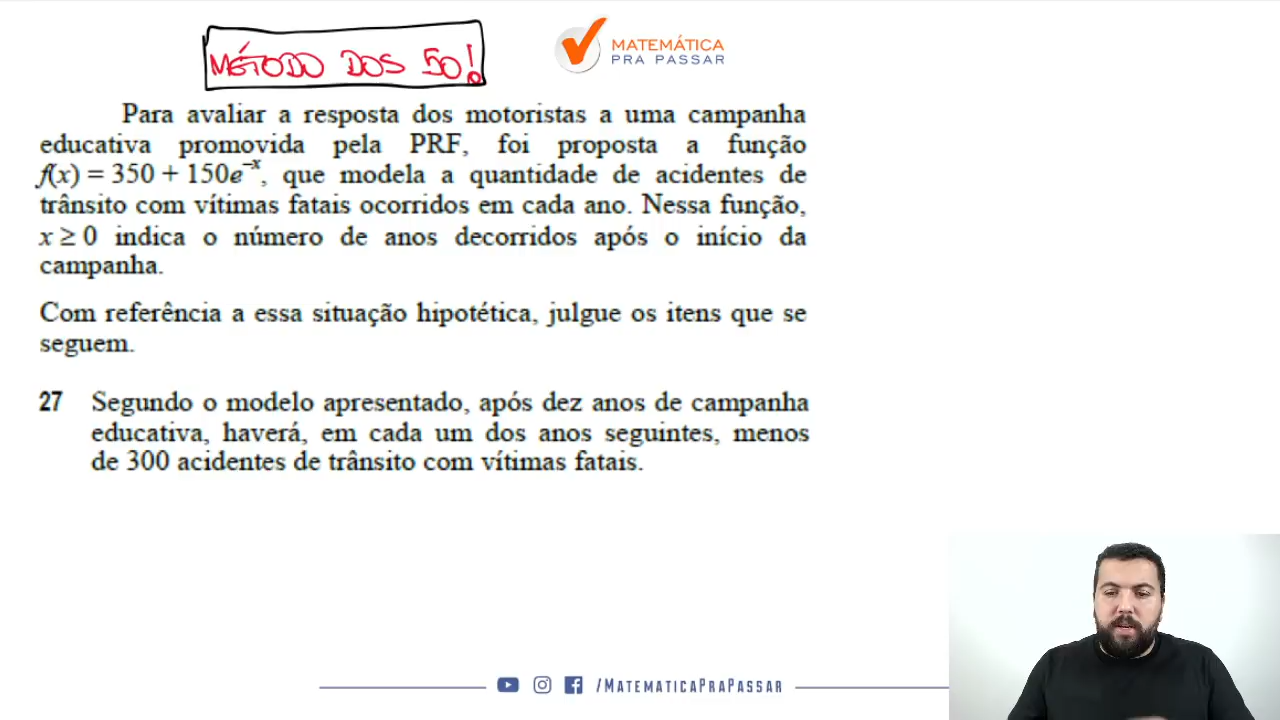 MÉTODO DOS 50!
MATEMÁTICA
PRA PASSAR
Para avaliar a resposta dos motoristas a uma campanha
educativa promovida pela PRF, foi proposta a função
f(x) = 350 + 150e⁻ˣ, que modela a quantidade de acidentes de
trânsito com vítimas fatais ocorridos em cada ano. Nessa função,
x ≥ 0 indica o número de anos decorridos após o início da
campanha.
Com referência a essa situação hipotética, julgue os itens que se
seguem.
27 Segundo o modelo apresentado, após dez anos de campanha
educativa, haverá, em cada um dos anos seguintes, menos
de 300 acidentes de trânsito com vítimas fatais.
/MATEMATICAPRAPASSAR